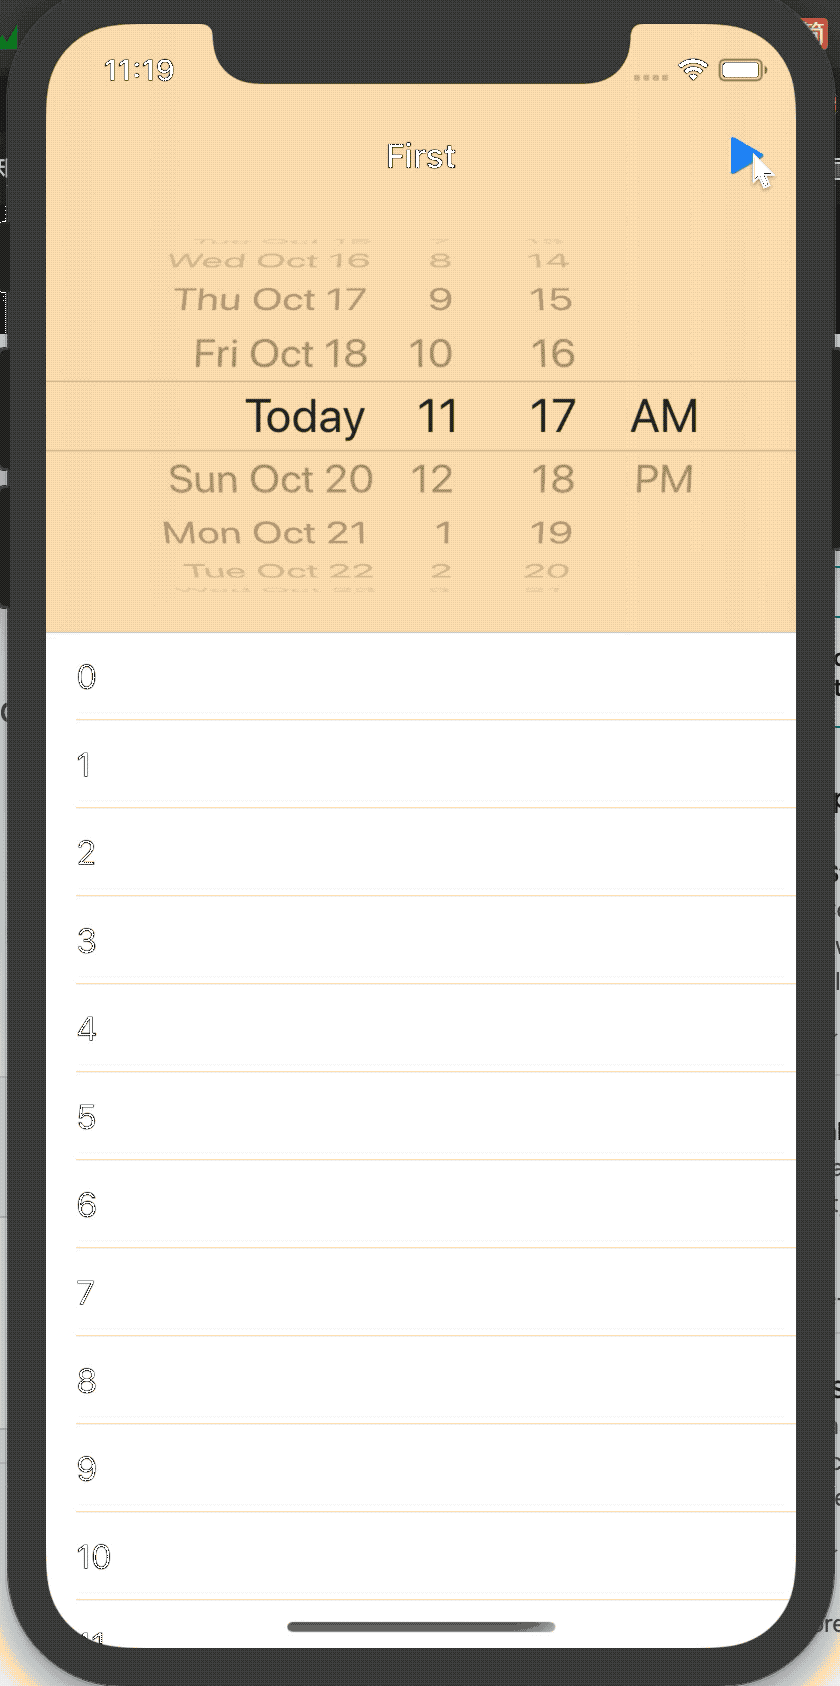 11:19
First
Wed Oct 16 8 14
Thu Oct 17 9 15
Fri Oct 18 10 16
Today 11 17 AM
Sun Oct 20 12 18 PM
Mon Oct 21 1 19
Tue Oct 22 2 20
0
1
2
3
4
5
6
7
8
9
10
11